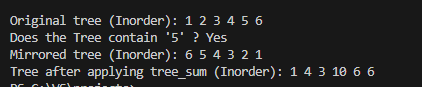 Original tree (Inorder): 1 2 3 4 5 6
Does the Tree contain '5' ? Yes
Mirrored tree (Inorder): 6 5 4 3 2 1
Tree after applying tree_sum (Inorder): 1 4 3 10 6 6